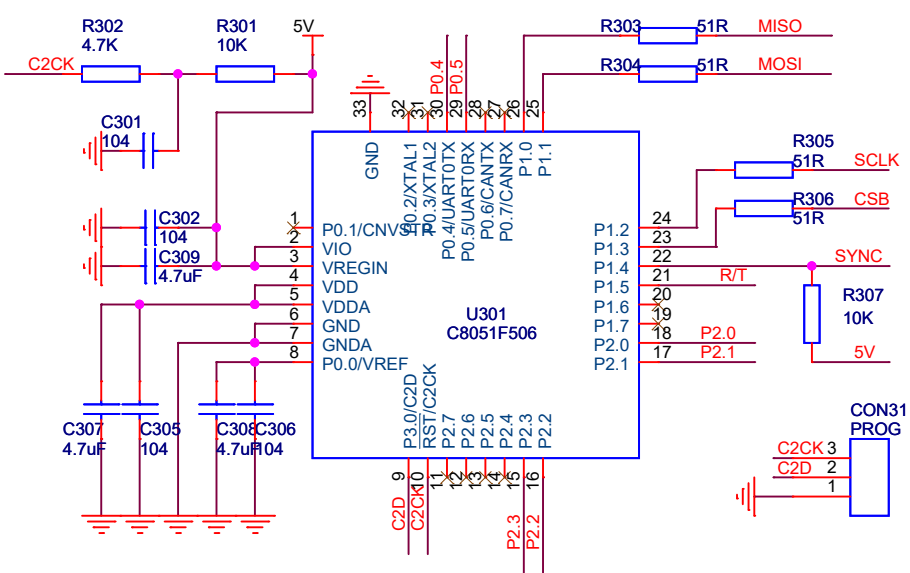 R302
4.7K
R301
10K
5V
C2CK
C301
104
C302
104
C309
4.7uF
R303
51R
MISO
R304
51R
MOSI
P0.4
P0.5
33
32
31
30
29
28
27
26
25
GND
P0.2/XTAL1
P0.3/XTAL2
P0.4/UART0TX
P0.5/UART0RX
P0.6/CANTX
P0.7/CANRX
P1.0
P1.1
R305
51R
SCLK
R306
51R
CSB
1
P0.1/CNVSTR
2
VIO
3
VREGIN
4
VDD
5
VDDA
6
GND
7
GNDA
8
P0.0/VREF
U301
C8051F506
P1.2
24
P1.3
23
P1.4
22
SYNC
P1.5
21
R/T
P1.6
20
P1.7
19
P2.0
18
P2.0
P2.1
17
P2.1
R307
10K
5V
C307
4.7uF
C305
104
C308
4.7uF
C306
104
P3.0/C2D
RST/C2CK
P2.7
P2.6
P2.5
P2.4
P2.3
P2.2
9
10
11
12
13
14
15
16
C2D
C2CK
P2.3
P2.2
CON31
PROG
C2CK 3
C2D 2
1